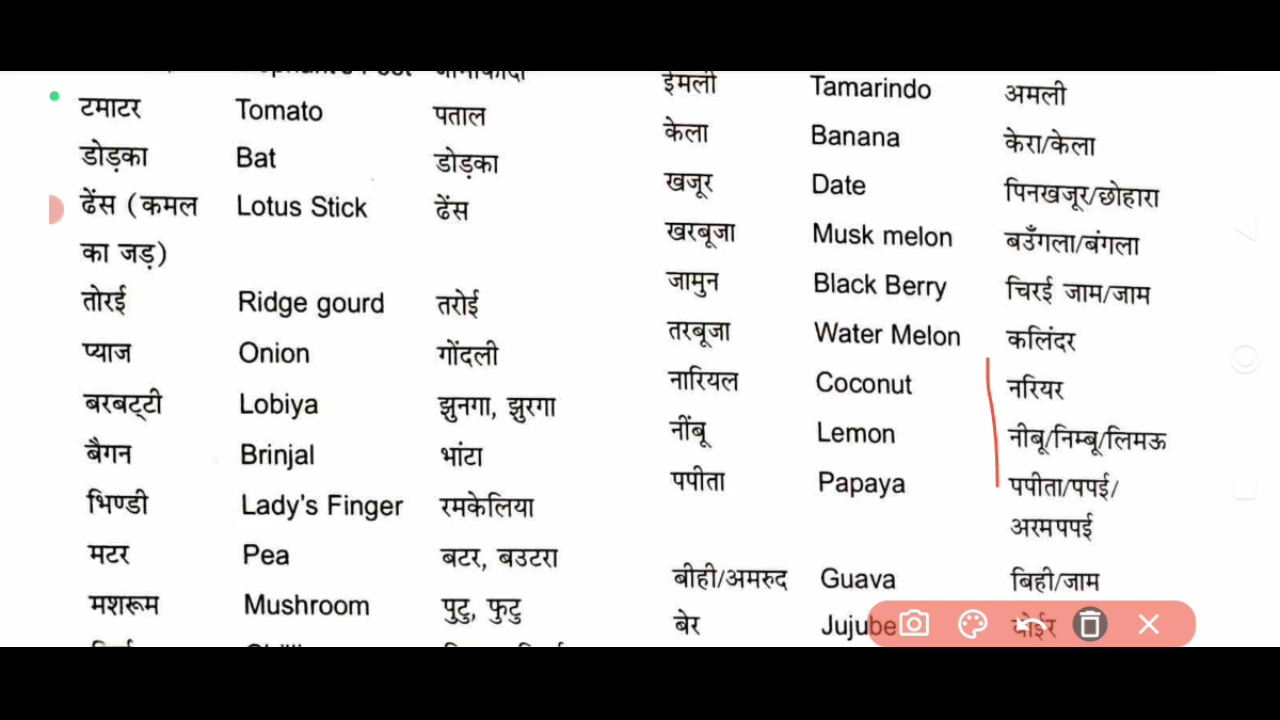 टमाटर Tomato पताल
डोड़का Bat डोड़का
ढेंस (कमल Lotus Stick ढेंस
का जड़)
तोरई Ridge gourd तरोई
प्याज Onion गोंदली
बरबट्टी Lobiya झुनगा, झुरगा
बैगन Brinjal भांटा
भिण्डी Lady's Finger रमकेलिया
मटर Pea बटर, बउटरा
मशरूम Mushroom पुटु, फुटु
ईमली Tamarindo अमली
केला Banana केरा/केला
खजूर Date पिनखजूर/छोहारा
खरबूजा Musk melon बउँगला/बंगला
जामुन Black Berry चिरई जाम/जाम
तरबूजा Water Melon कलिंदर
नारियल Coconut नरियर
नींबू Lemon नीबू/निम्बू/लिमऊ
पपीता Papaya पपीता/पपई/
अरमपपई
बीही/अमरुद Guava बिही/जाम
बेर Jujube